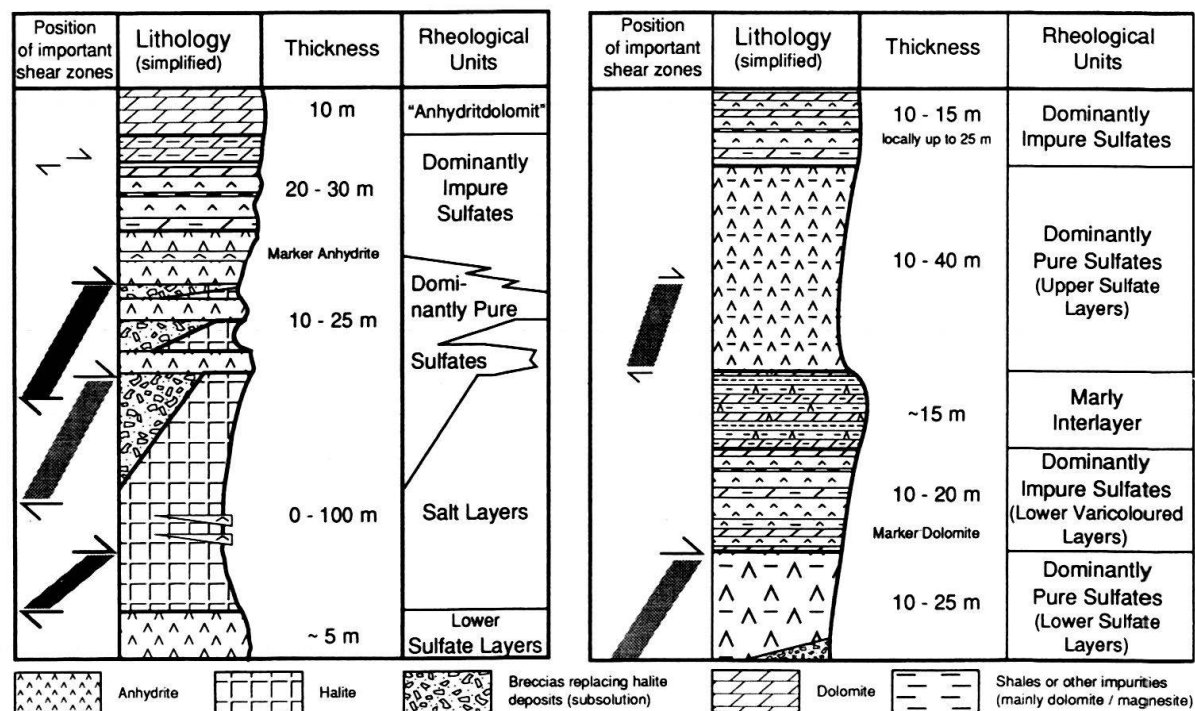 Position
of important
shear zones
Lithology
(simplified)
Thickness
Rheological
Units
10 m
"Anhydritdolomit"
20 - 30 m
Dominantly
Impure
Sulfates
Marker Anhydrite
10 - 25 m
Domi-
nantly Pure
Sulfates
0 - 100 m
Salt Layers
~ 5 m
Lower
Sulfate Layers
Position
of important
shear zones
Lithology
(simplified)
Thickness
Rheological
Units
10 - 15 m
locally up to 25 m
Dominantly
Impure Sulfates
10 - 40 m
Dominantly
Pure Sulfates
(Upper Sulfate
Layers)
~15 m
Marly
Interlayer
10 - 20 m
Marker Dolomite
Dominantly
Impure Sulfates
(Lower Varicoloured
Layers)
10 - 25 m
Dominantly
Pure Sulfates
(Lower Sulfate
Layers)
Anhydrite
Halite
Breccias replacing halite
deposits (subsolution)
Dolomite
Shales or other impurities
(mainly dolomite / magnesite)